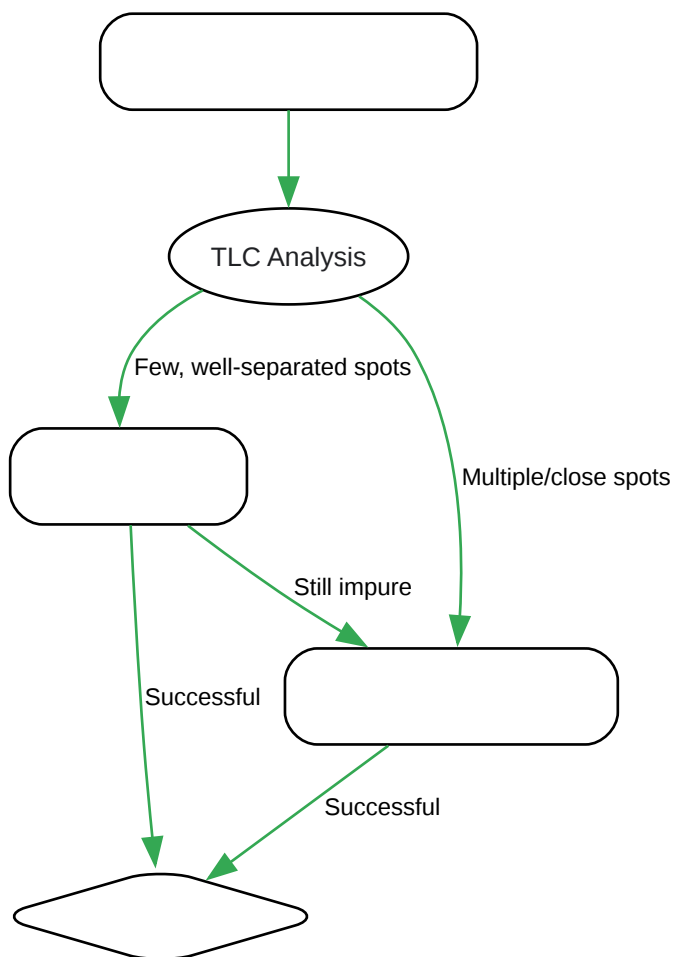 TLC Analysis
Few, well-separated spots
Multiple/close spots
Still impure
Successful
Successful